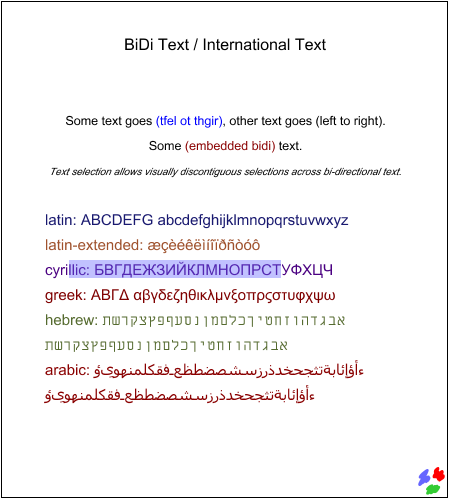 BiDi Text / International Text
Some text goes (tfel ot thgir), other text goes (left to right).
Some (embedded bidi) text.
Text selection allows visually discontiguous selections across bi-directional text.
latin: ABCDEFG abcdefghijklmnopqrstuvwxyz
latin-extended: æçèéêëìíîïðñòóô
cyrillic: БВГДЕЖЗИЙКЛМНОПРСТУФХЦЧ
greek: ΑΒΓΔ αβγδεζηθικλμνξοπρςστυφχψω
hebrew: אבגדהוזחטיךכלםמןנסעףפץצקרשת
אבגדהוזחטיךכלםמןנסעףפץצקרשת
arabic: ءأؤإئابةتثجحخدذرزسشصضطظعـفقكلمنهوىؤ
ءأؤإئابةتثجحخدذرزسشصضطظعـفقكلمنهوىؤ